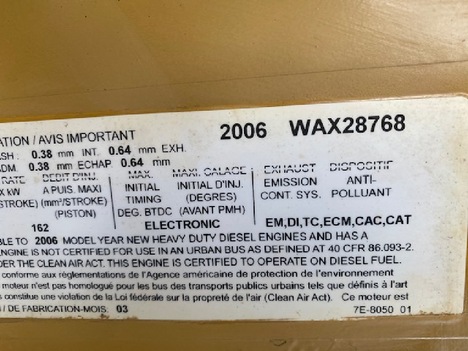 ATION / AVIS IMPORTANT 2006 WAX28768
ASH: 0.38 mm INT. 0.64 mm EXH.
ADM. 0.38 mm ECHAP 0.64 mm
RATE DEBIT D'INJ. MAX. MAXI. CALAGE EXHAUST DISPOSITIF
X kW A PUIS. MAXI INITIAL INITIAL D'INJ. EMISSION ANTI-
STROKE) (mm³/STROKE) TIMING (DEGRES) CONT. SYS. POLLUANT
(PISTON) DEG. BTDC (AVANT PMH)
162 ELECTRONIC EM,DI,TC,ECM,CAC,CAT
BLE TO 2006 MODEL YEAR NEW HEAVY DUTY DIESEL ENGINES AND HAS A
ENGINE IS NOT CERTIFIED FOR USE IN AN URBAN BUS AS DEFINED AT 40 CFR 86.093-2.
DER THE CLEAN AIR ACT. THIS ENGINE IS CERTIFIED TO OPERATE ON DIESEL FUEL.
conforme aux réglementations de l'Agence américaine de protection de l'environnement
moteur n'est pas homologué pour les bus des transports publics urbains tels que défini à l'art
constitue une violation de la Loi fédérale sur la propreté de l'air (Clean Air Act). Ce moteur est
/ DE FABRICATION-MOIS: 03 7E-8050 01